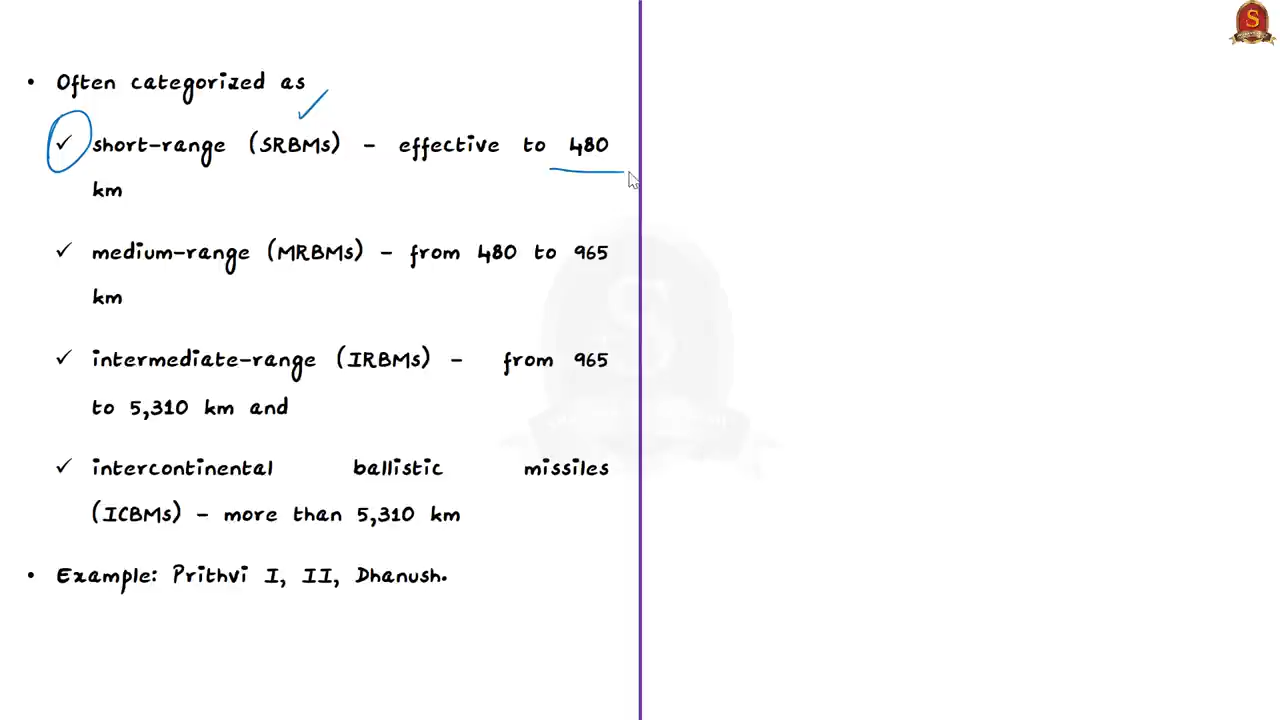 • Often categorized as
✓ short-range (SRBMs) - effective to 480
km
✓ medium-range (MRBMs) - from 480 to 965
km
✓ intermediate-range (IRBMs) - from 965
to 5,310 km and
✓ intercontinental ballistic missiles
(ICBMs) - more than 5,310 km
• Example: Prithvi I, II, Dhanush.
S